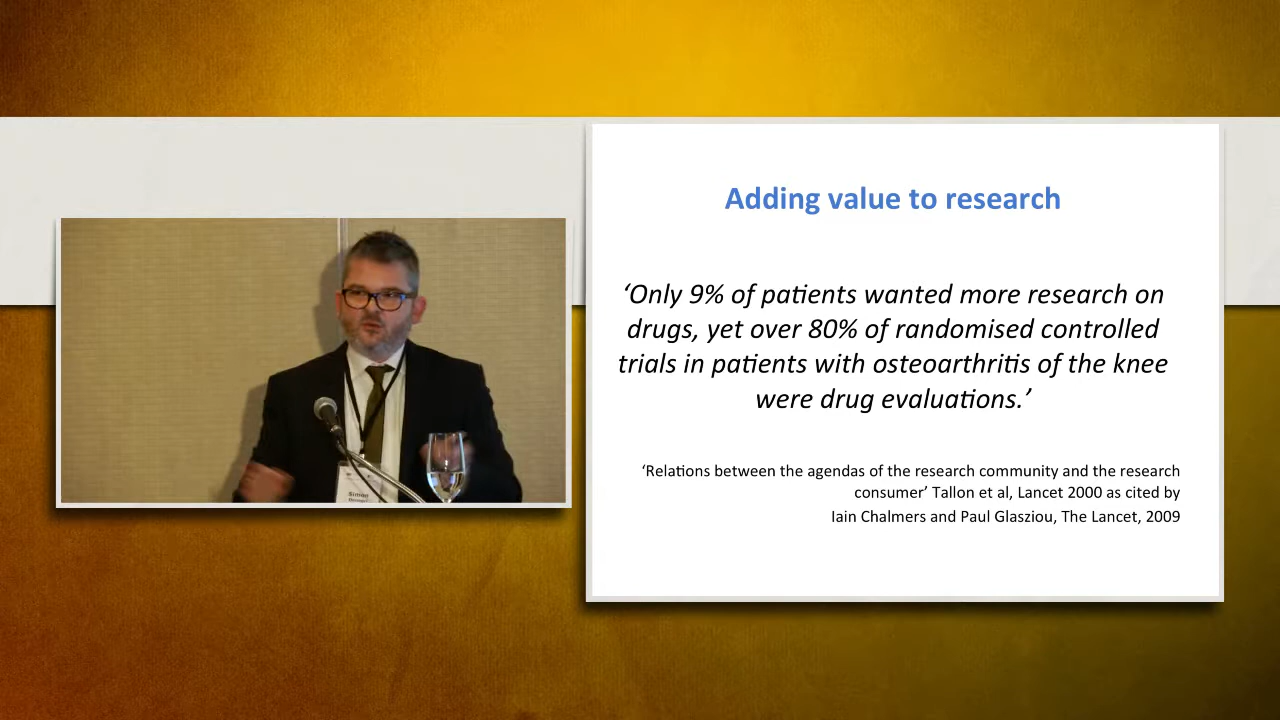 Adding value to research
‘Only 9% of patients wanted more research on
drugs, yet over 80% of randomised controlled
trials in patients with osteoarthritis of the knee
were drug evaluations.’
‘Relations between the agendas of the research community and the research
consumer’ Tallon et al, Lancet 2000 as cited by
Iain Chalmers and Paul Glasziou, The Lancet, 2009
Simon